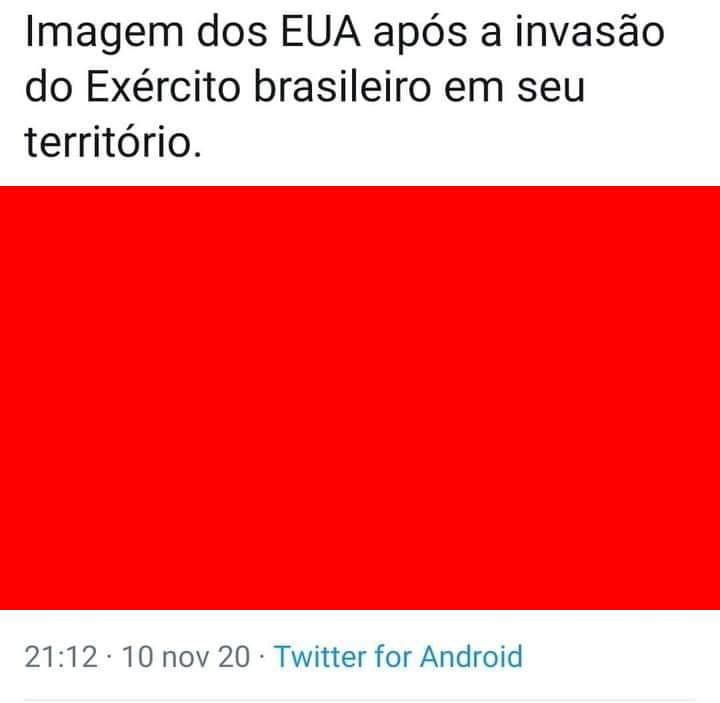 Imagem dos EUA após a invasão
do Exército brasileiro em seu
território.
21:12 · 10 nov 20 · Twitter for Android